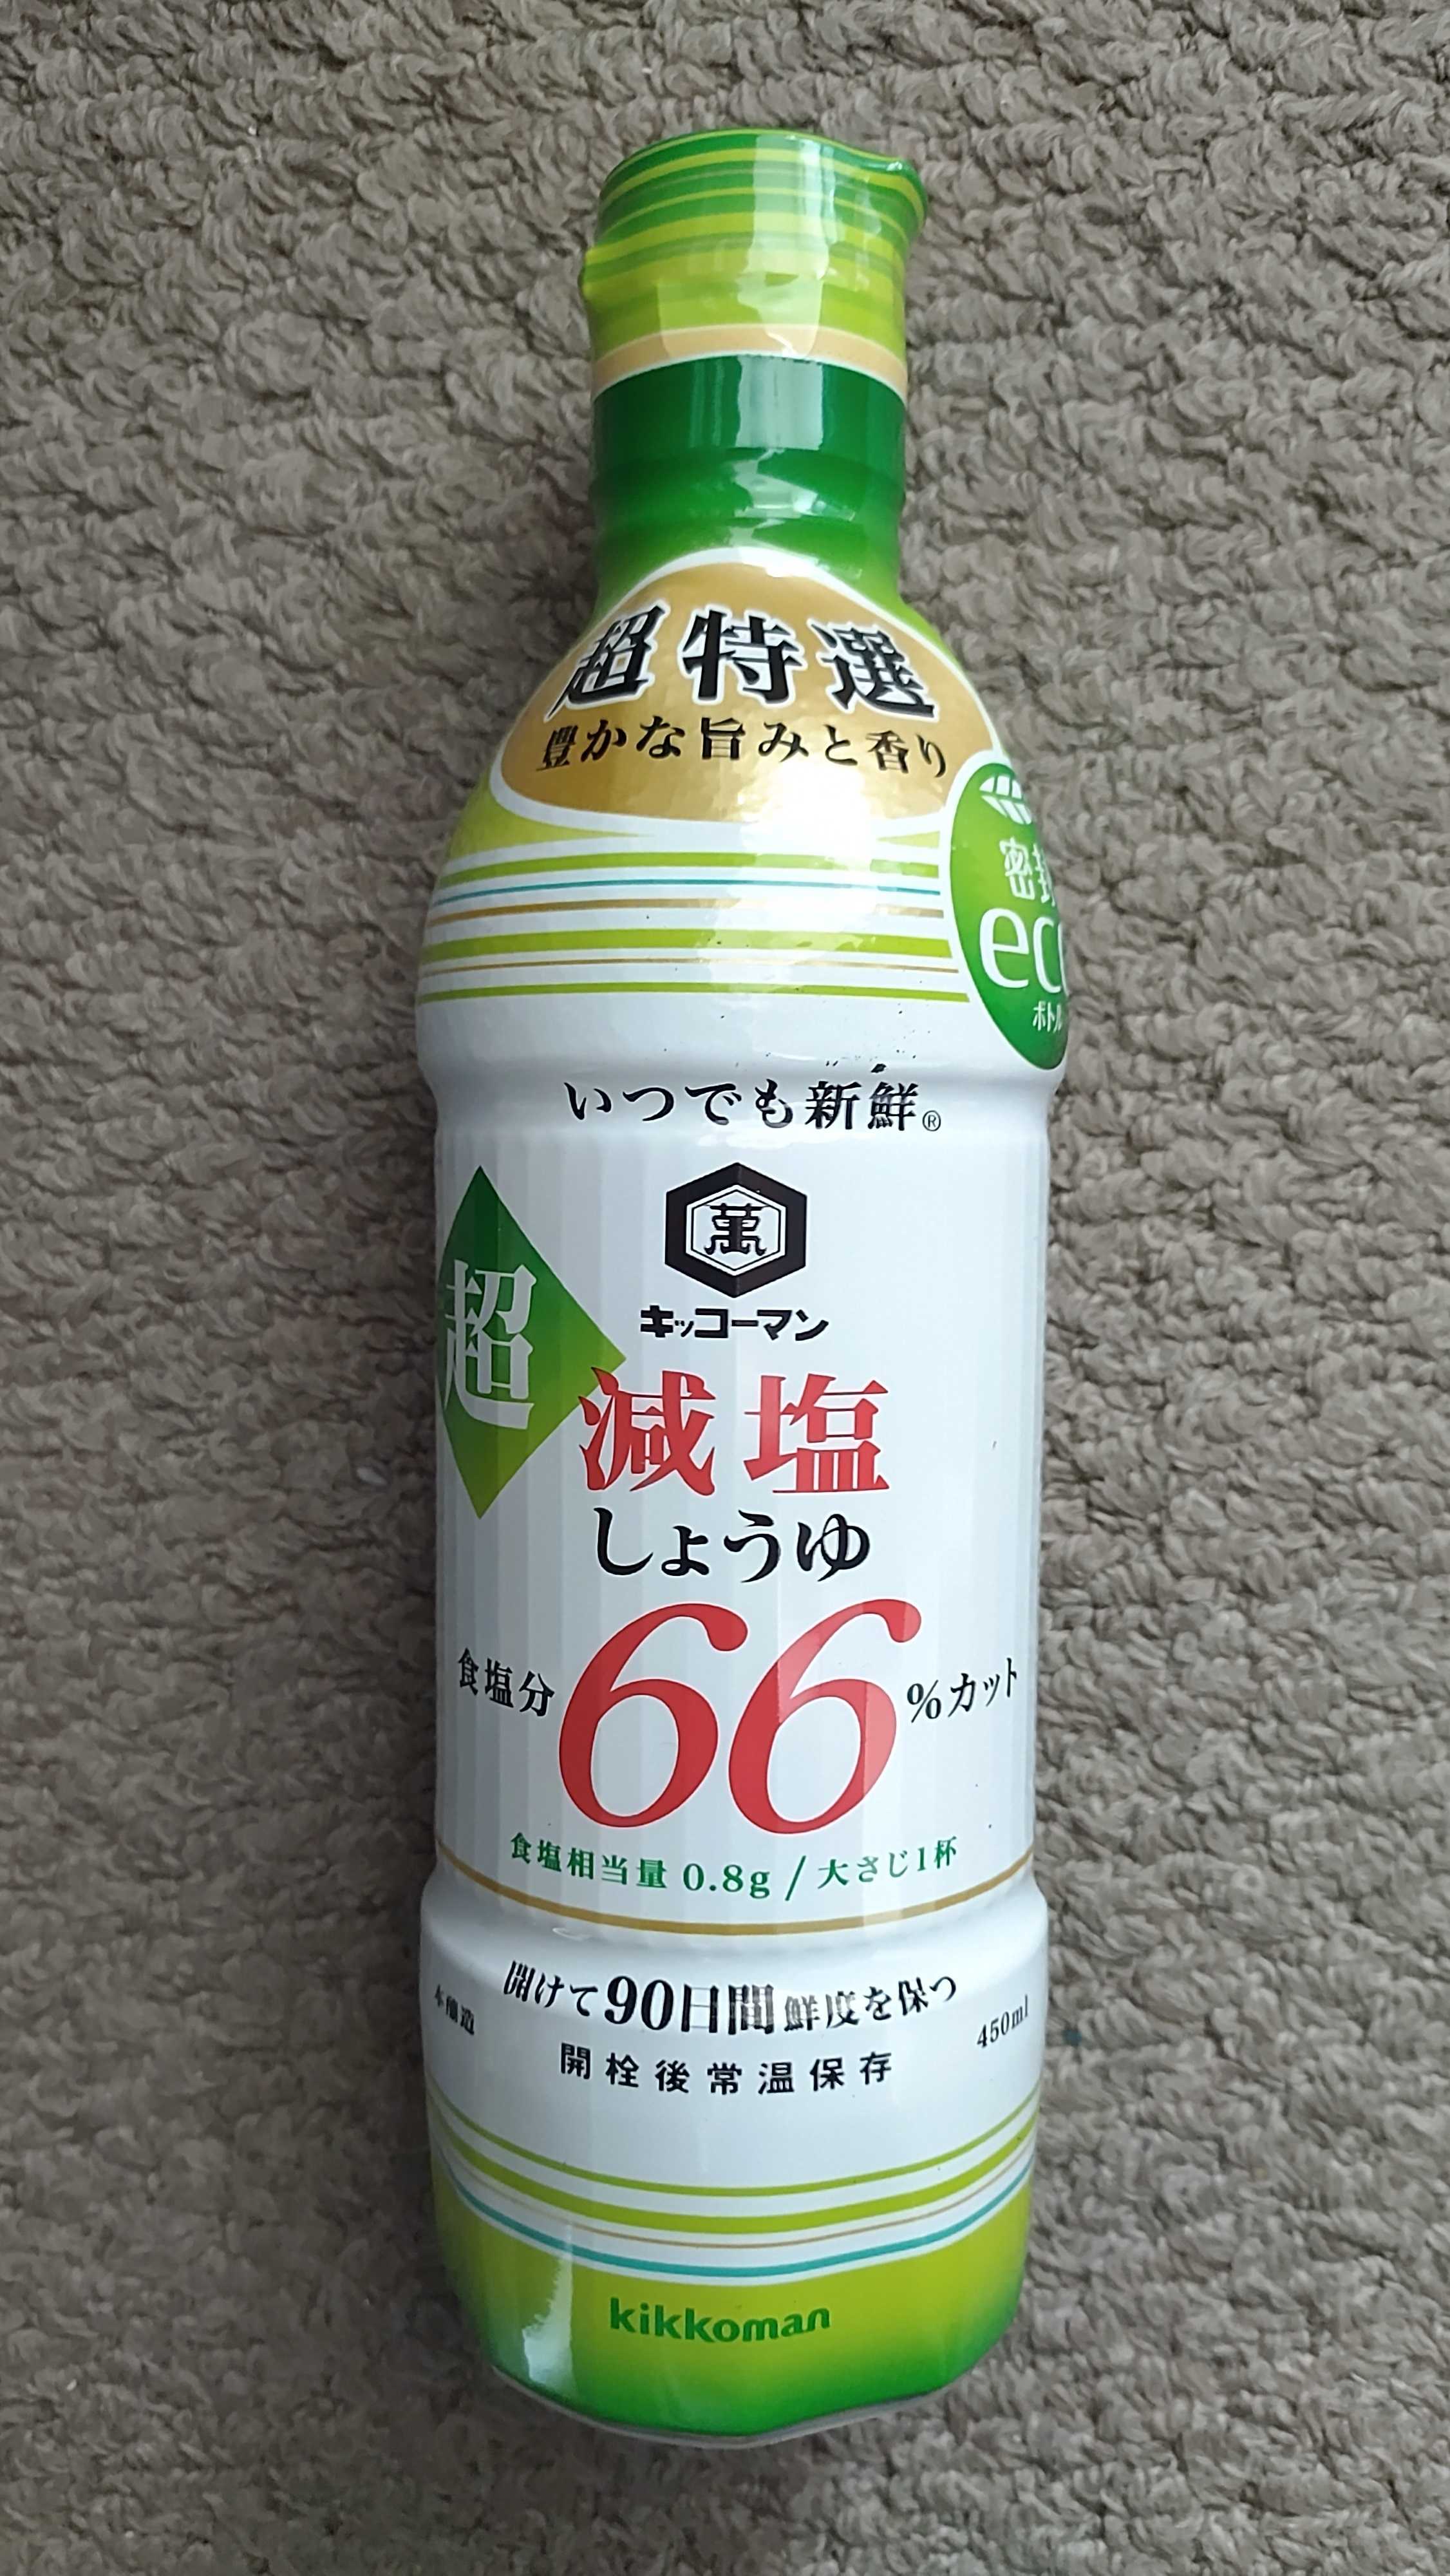 超特選
豊かな旨みと香り
密封
eco
ボトル
いつでも新鮮®
萬
キッコーマン
超
減塩
しょうゆ
食塩分66%カット
食塩相当量 0.8g / 大さじ1杯
開けて90日間鮮度を保つ
本醸造
450ml
開栓後常温保存
kikkoman